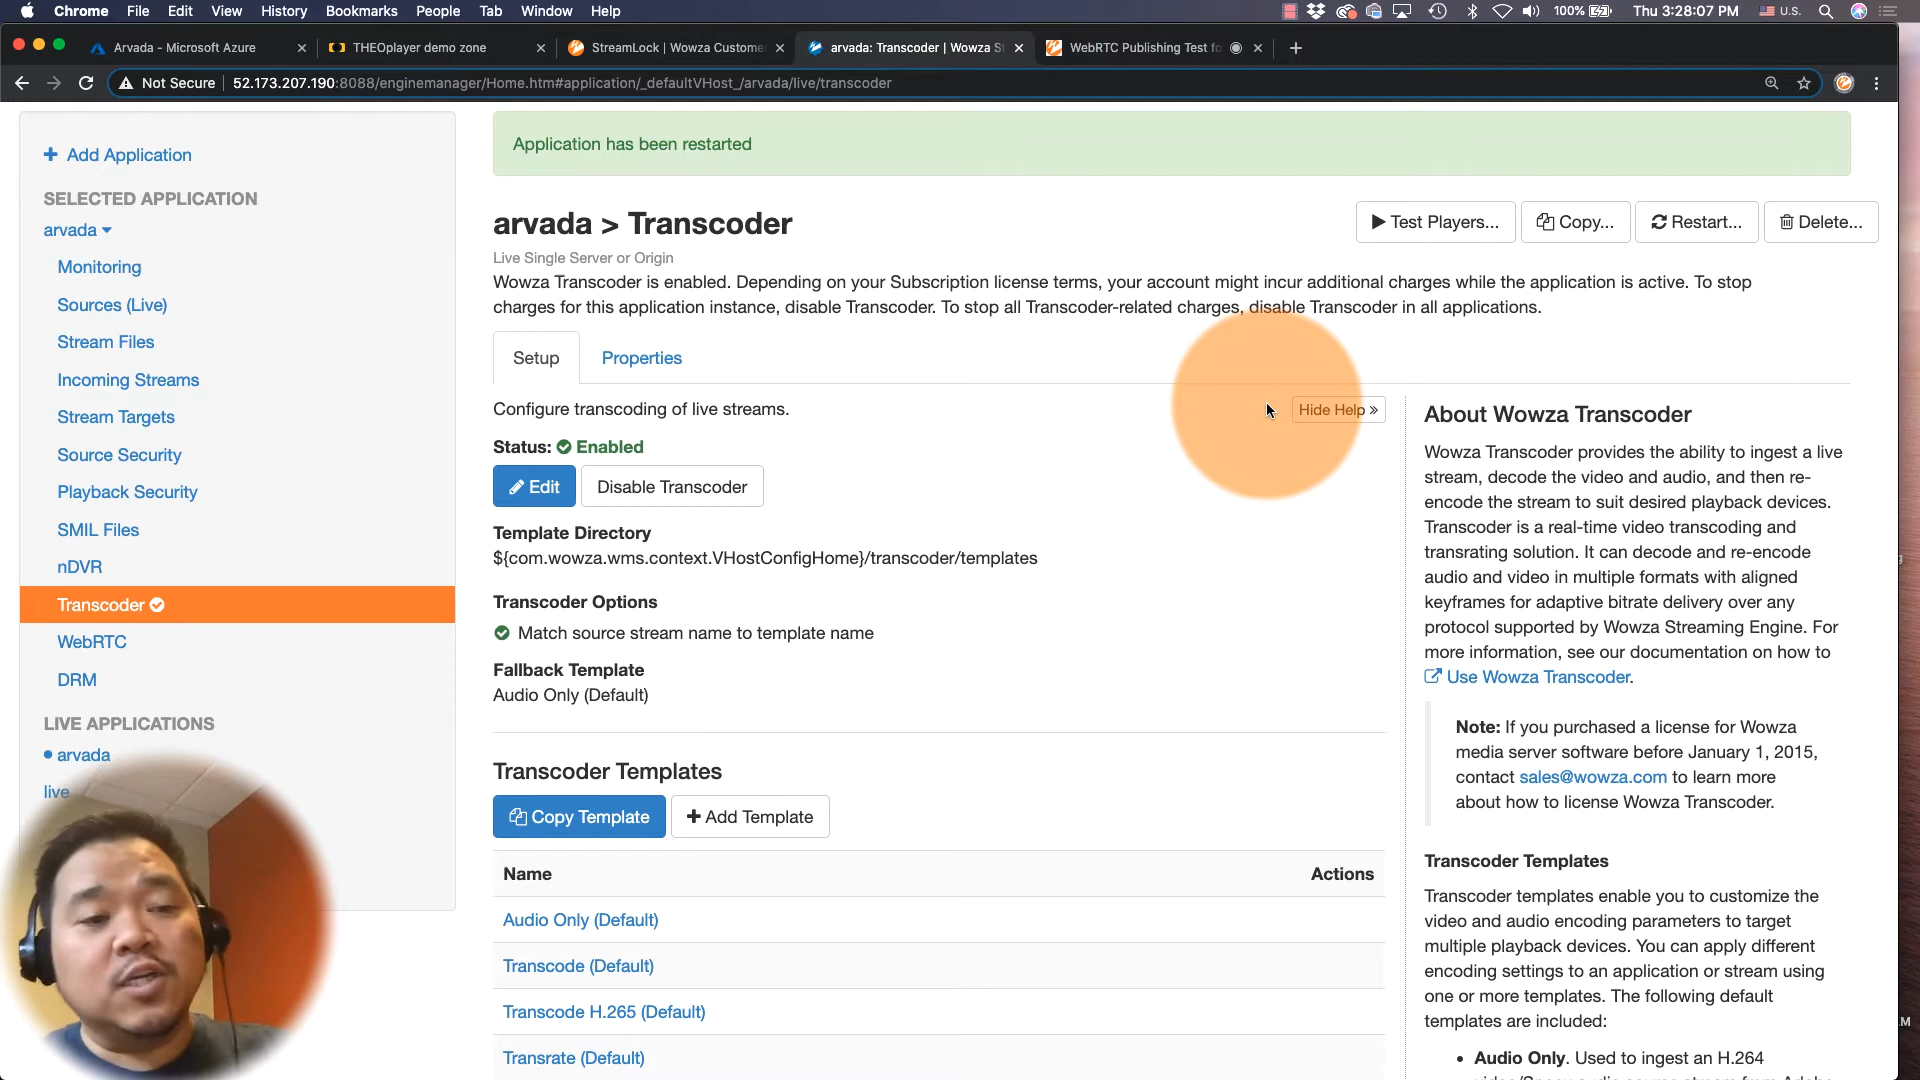 Chrome File Edit View History Bookmarks People Tab Window Help
100% Thu 3:28:07 PM U.S.
Arvada - Microsoft Azure
THEOplayer demo zone
StreamLock | Wowza Custome
arvada: Transcoder | Wowza S
WebRTC Publishing Test fo
Not Secure 52.173.207.190:8088/enginemanager/Home.htm#application/_defaultVHost_/arvada/live/transcoder
Add Application
SELECTED APPLICATION
arvada
Monitoring
Sources (Live)
Stream Files
Incoming Streams
Stream Targets
Source Security
Playback Security
SMIL Files
nDVR
Transcoder
WebRTC
DRM
LIVE APPLICATIONS
arvada
live
Application has been restarted
arvada > Transcoder
Test Players...
Copy...
Restart...
Delete...
Live Single Server or Origin
Wowza Transcoder is enabled. Depending on your Subscription license terms, your account might incur additional charges while the application is active. To stop
charges for this application instance, disable Transcoder. To stop all Transcoder-related charges, disable Transcoder in all applications.
Setup
Properties
Configure transcoding of live streams.
Hide Help »
Status: Enabled
Edit
Disable Transcoder
Template Directory
${com.wowza.wms.context.VHostConfigHome}/transcoder/templates
Transcoder Options
Match source stream name to template name
Fallback Template
Audio Only (Default)
Transcoder Templates
Copy Template
Add Template
Name Actions
Audio Only (Default)
Transcode (Default)
Transcode H.265 (Default)
Transrate (Default)
About Wowza Transcoder
Wowza Transcoder provides the ability to ingest a live
stream, decode the video and audio, and then re-
encode the stream to suit desired playback devices.
Transcoder is a real-time video transcoding and
transrating solution. It can decode and re-encode
audio and video in multiple formats with aligned
keyframes for adaptive bitrate delivery over any
protocol supported by Wowza Streaming Engine. For
more information, see our documentation on how to
Use Wowza Transcoder.
Note: If you purchased a license for Wowza
media server software before January 1, 2015,
contact sales@wowza.com to learn more
about how to license Wowza Transcoder.
Transcoder Templates
Transcoder templates enable you to customize the
video and audio encoding parameters to target
multiple playback devices. You can apply different
encoding settings to an application or stream using
one or more templates. The following default
templates are included:
• Audio Only. Used to ingest an H.264